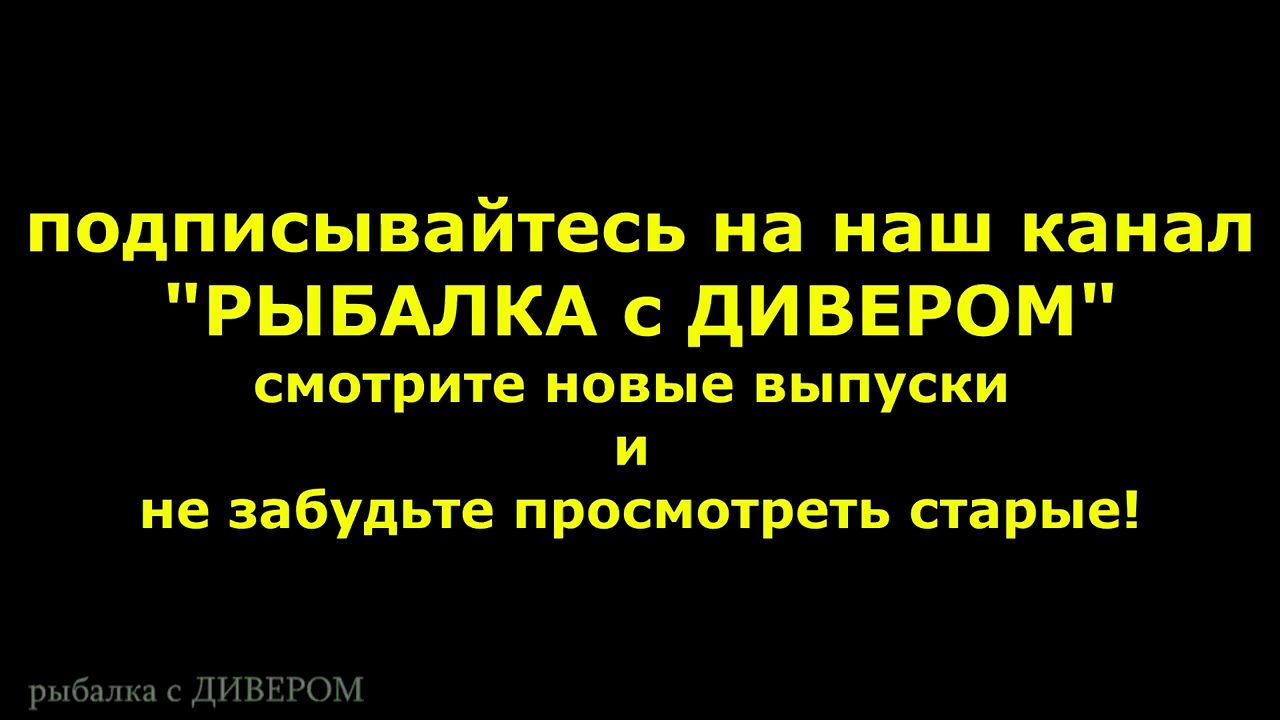 подписывайтесь на наш канал
"РЫБАЛКА с ДИВЕРОМ"
смотрите новые выпуски
и
не забудьте просмотреть старые!
рыбалка с ДИВЕРОМ